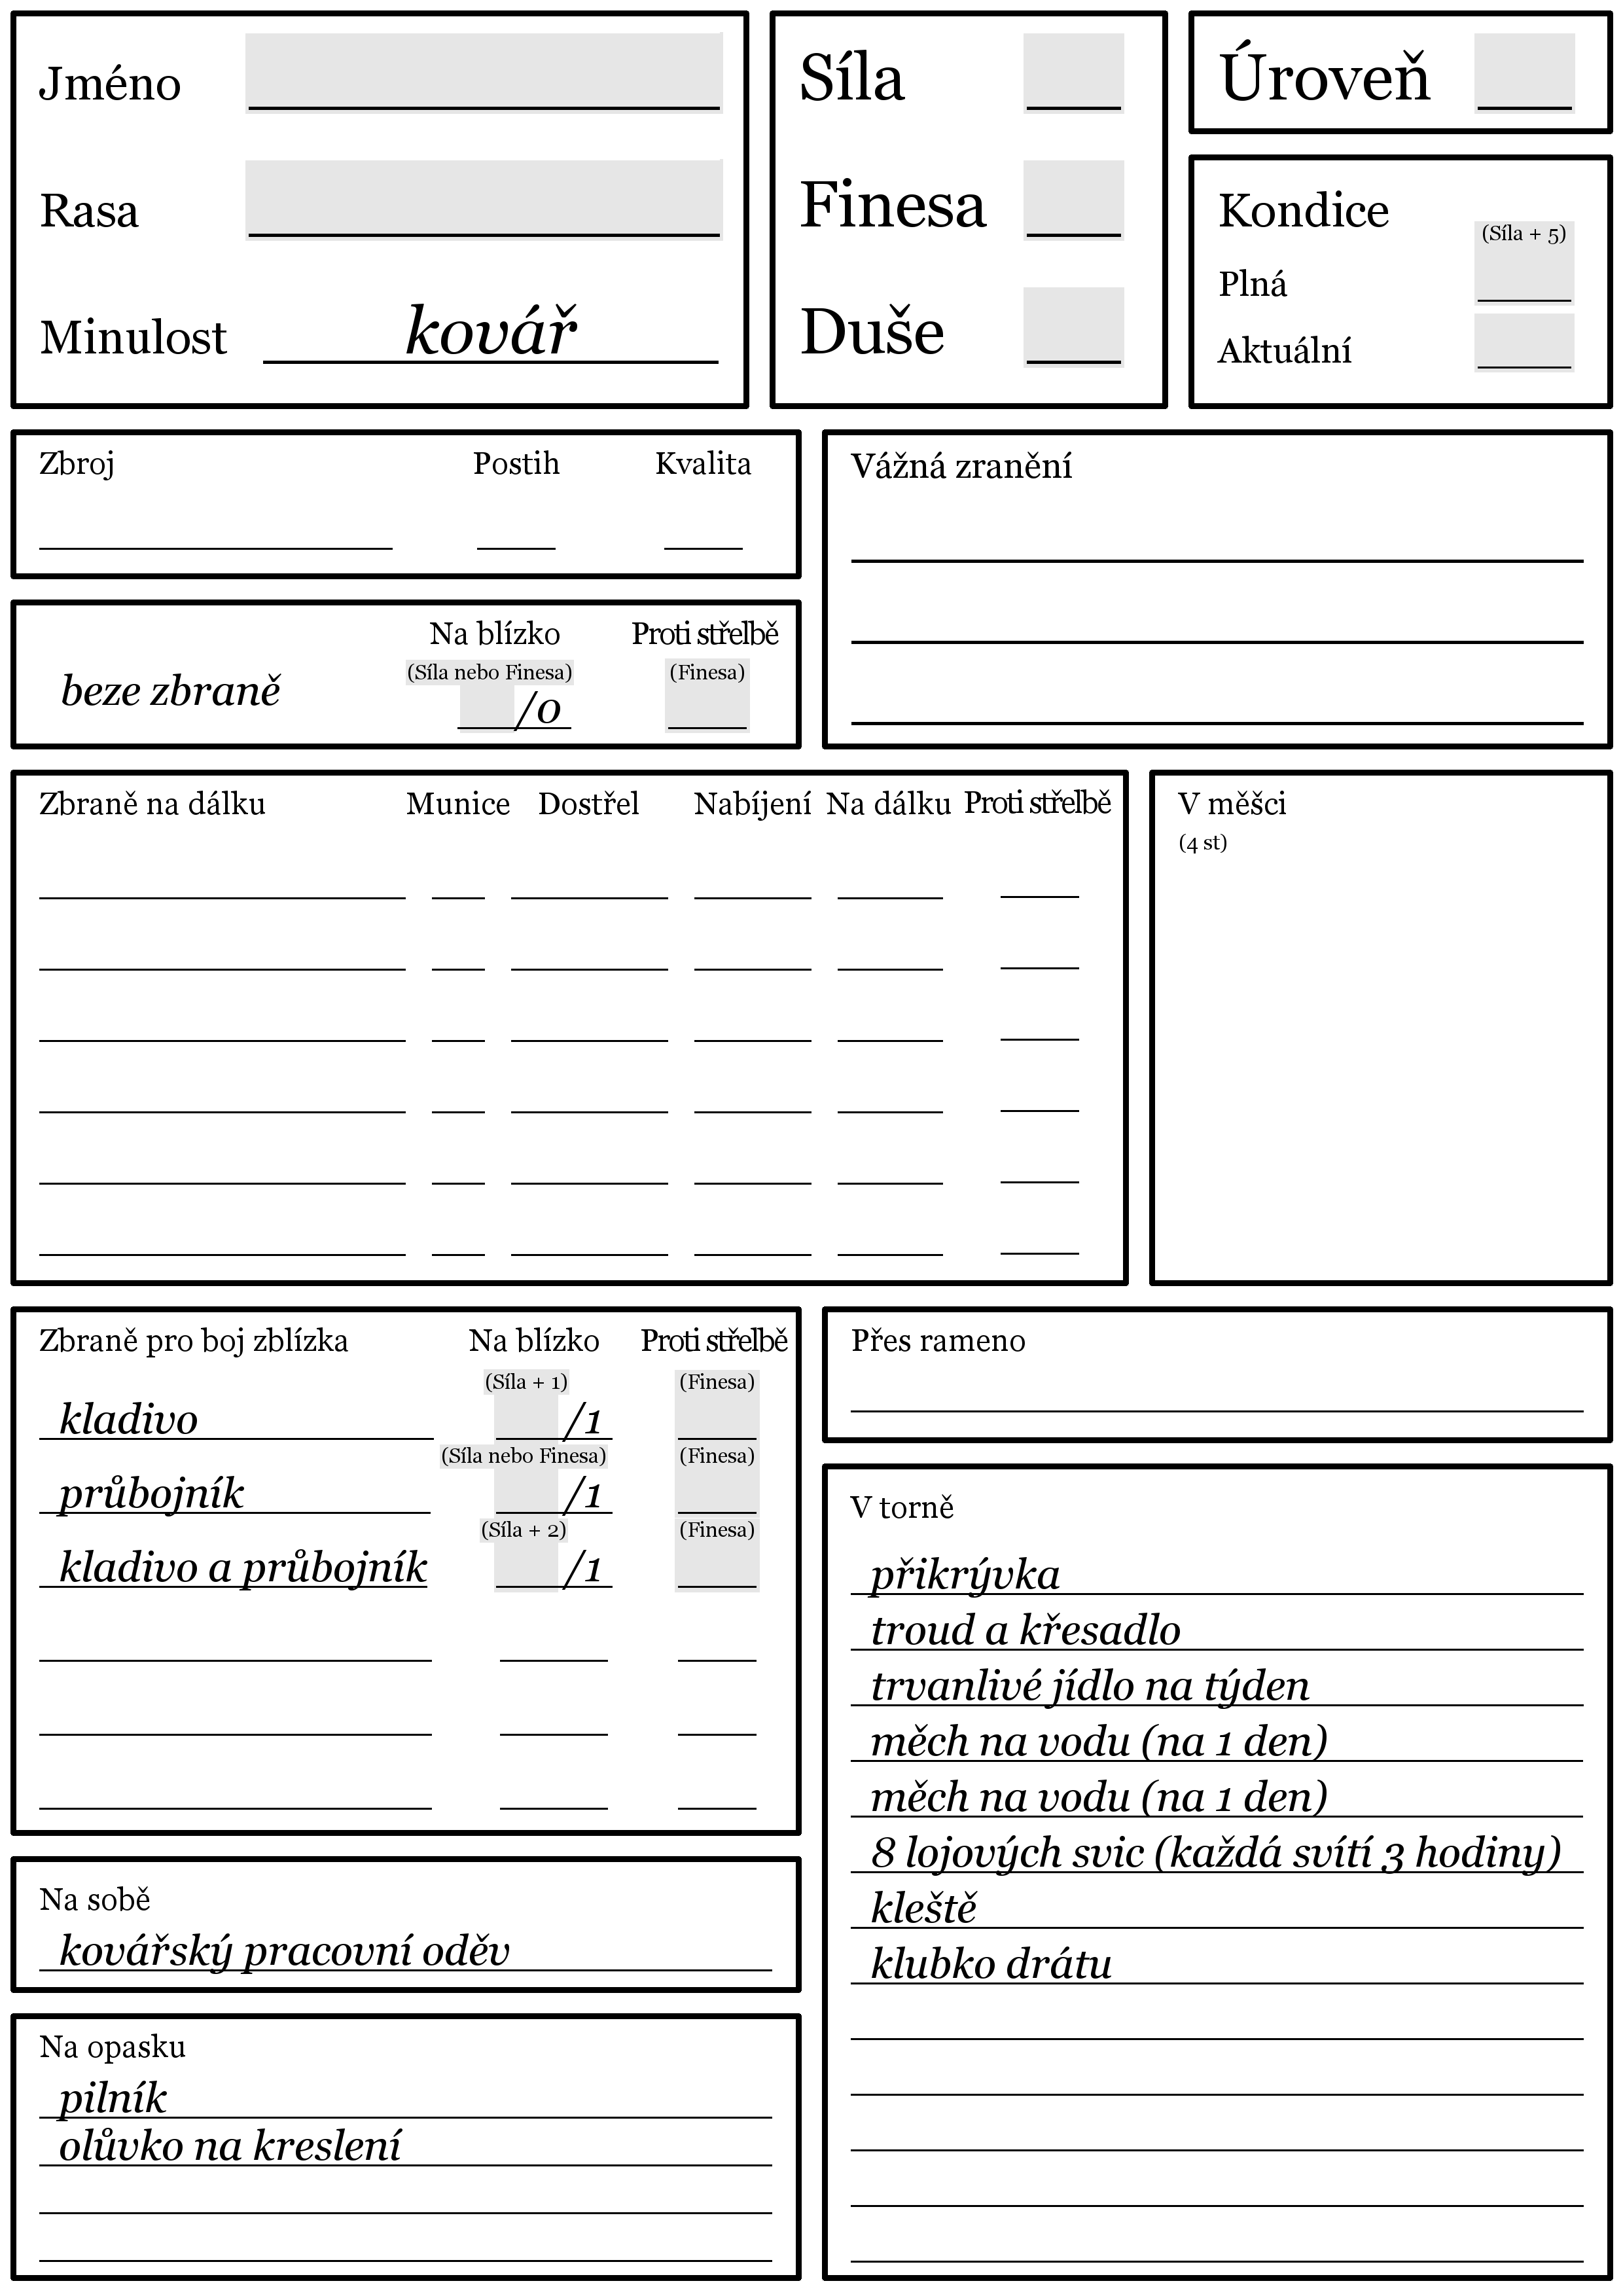 Jméno
Rasa
Minulost kovář
Síla
Finesa
Duše
Úroveň
Kondice
(Síla + 5)
Plná
Aktuální
Zbroj Postih Kvalita
Vážná zranění
Na blízko Proti střelbě
(Síla nebo Finesa) (Finesa)
beze zbraně /0
Zbraně na dálku Munice Dostřel Nabíjení Na dálku Proti střelbě
V měšci
(4 st)
Zbraně pro boj zblízka Na blízko Proti střelbě
(Síla + 1) (Finesa)
kladivo /1
(Síla nebo Finesa) (Finesa)
průbojník /1
(Síla + 2) (Finesa)
kladivo a průbojník /1
Přes rameno
V torně
přikrývka
troud a křesadlo
trvanlivé jídlo na týden
měch na vodu (na 1 den)
měch na vodu (na 1 den)
8 lojových svic (každá svítí 3 hodiny)
kleště
klubko drátu
Na sobě
kovářský pracovní oděv
Na opasku
pilník
olůvko na kreslení